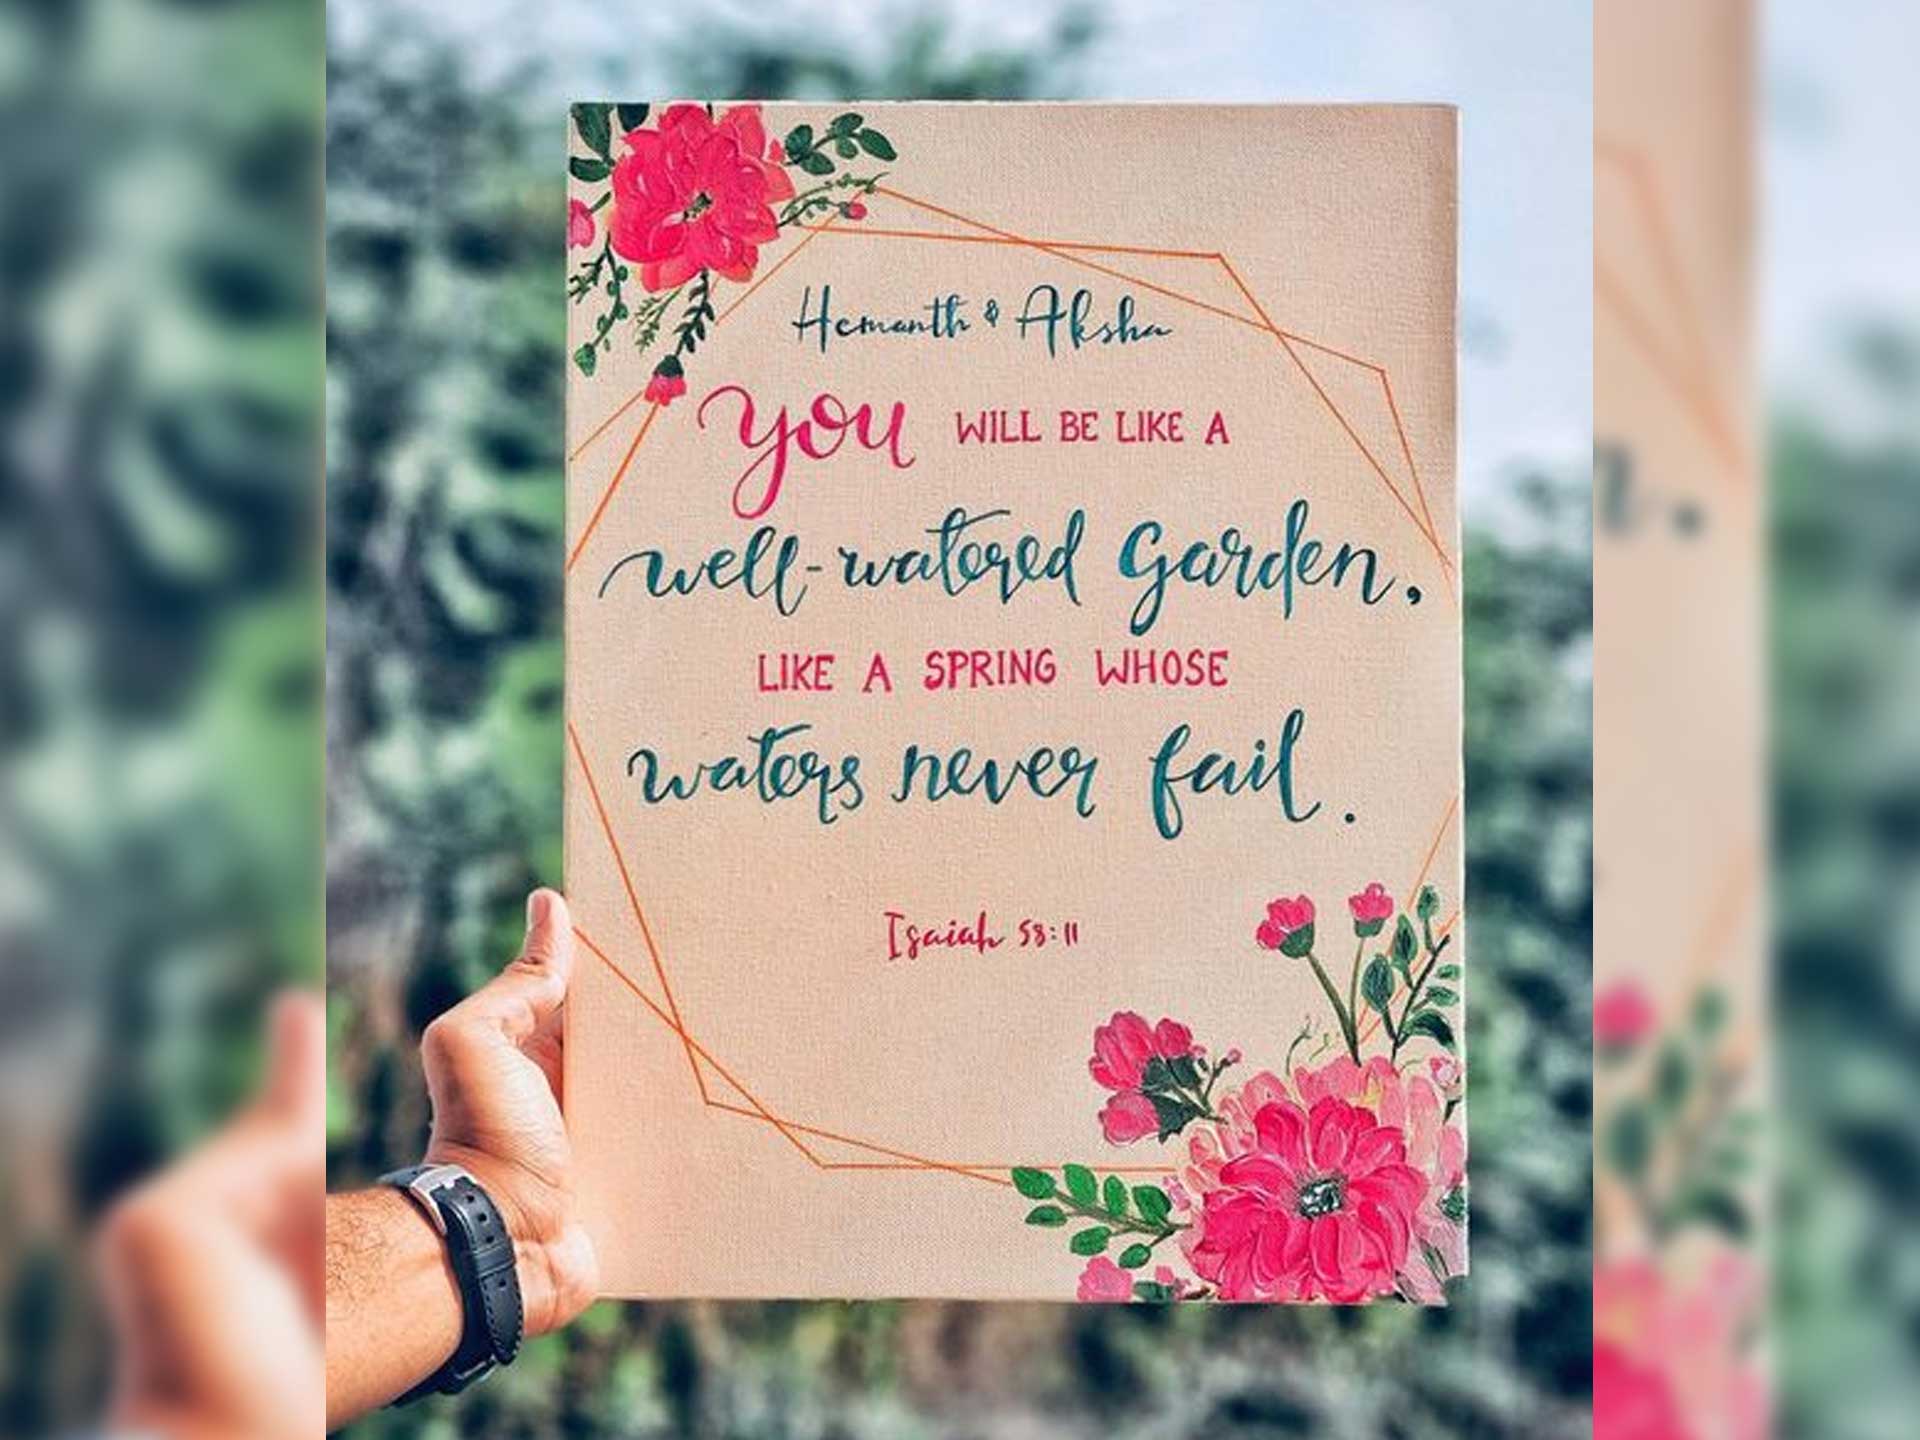 Hemanth & Aksha
you WILL BE LIKE A
well-watered garden,
LIKE A SPRING WHOSE
waters never fail.
Isaiah 58:11